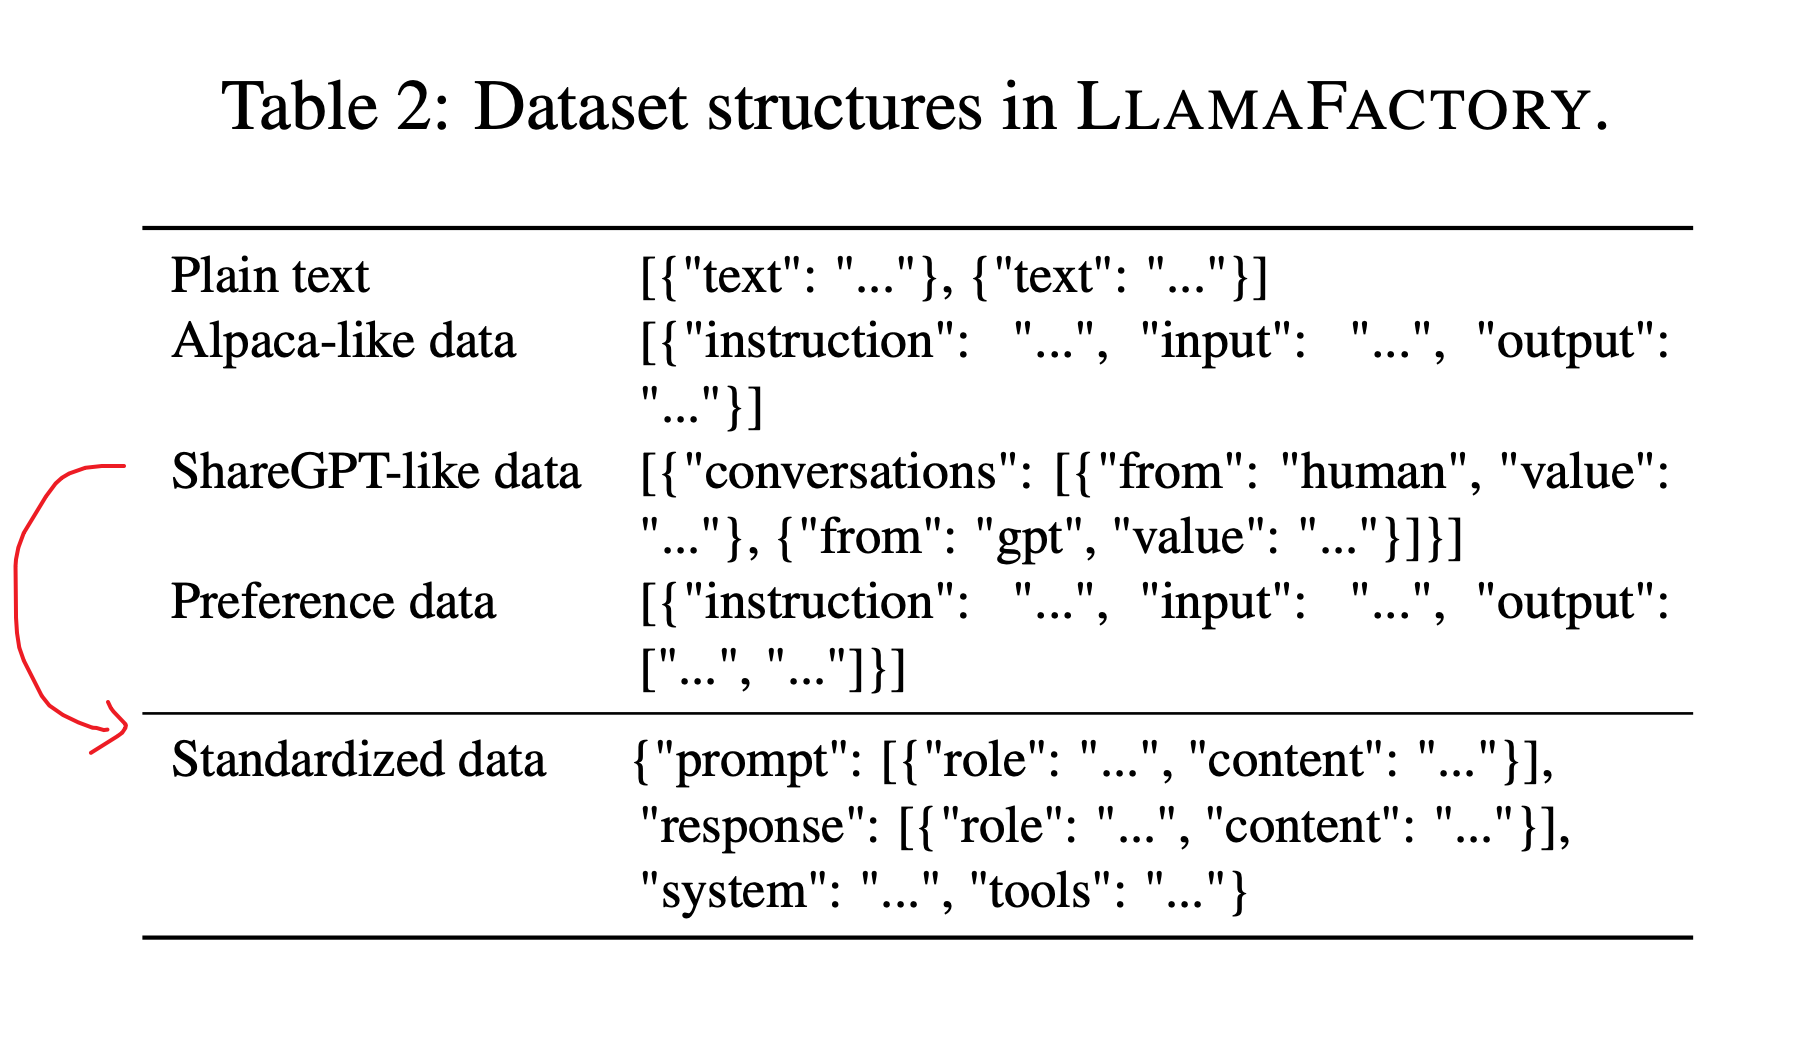 Table 2: Dataset structures in LLAMAFACTORY.
Plain text [{"text": "..."}, {"text": "..."}]
Alpaca-like data [{"instruction": "...", "input": "...", "output":
"..."}]
ShareGPT-like data [{"conversations": [{"from": "human", "value":
"..."}, {"from": "gpt", "value": "..."}]}]
Preference data [{"instruction": "...", "input": "...", "output":
["...", "..."]}]
Standardized data {"prompt": [{"role": "...", "content": "..."}],
"response": [{"role": "...", "content": "..."}],
"system": "...", "tools": "..."}